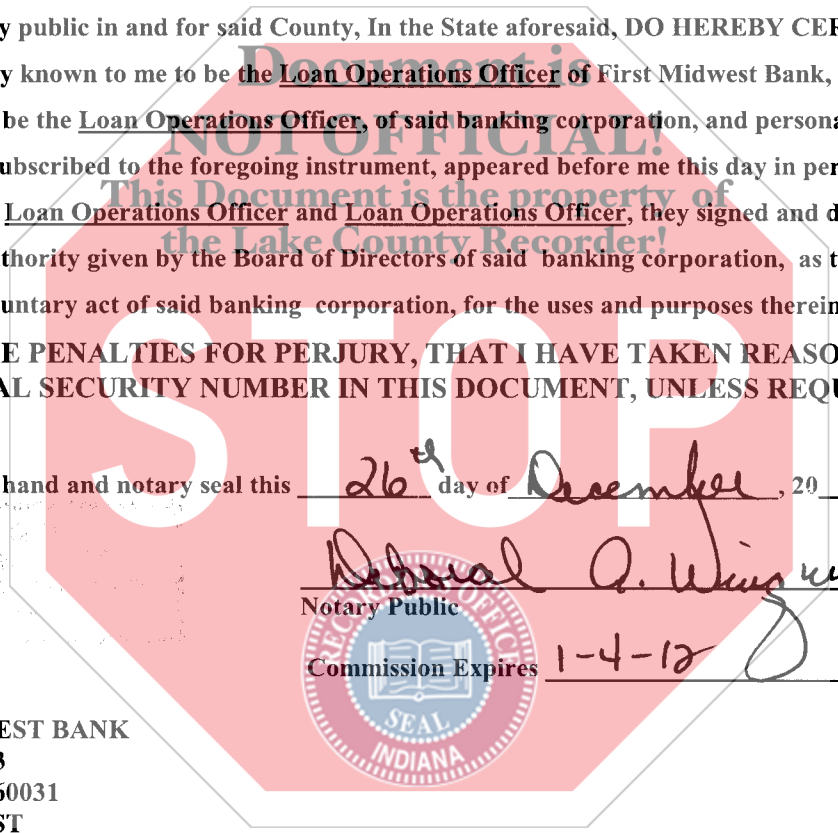 y public in and for said County, In the State aforesaid, DO HEREBY CER
Document is
y known to me to be the Loan Operations Officer of First Midwest Bank,
be the Loan Operations Officer, of said banking corporation, and persona
NOT OFFICIAL!
ubscribed to the foregoing instrument, appeared before me this day in per
This Document is the property of
Loan Operations Officer and Loan Operations Officer, they signed and d
the Lake County Recorder!
thority given by the Board of Directors of said banking corporation, as t
untary act of said banking corporation, for the uses and purposes therein
STOP
E PENALTIES FOR PERJURY, THAT I HAVE TAKEN REASO
AL SECURITY NUMBER IN THIS DOCUMENT, UNLESS REQU
hand and notary seal this 26th day of December, 20
Deborah A.
Notary Public
Commission Expires 1-4-12
RECORDER'S OFFICE
SEAL
INDIANA
EST BANK
3
60031
ST